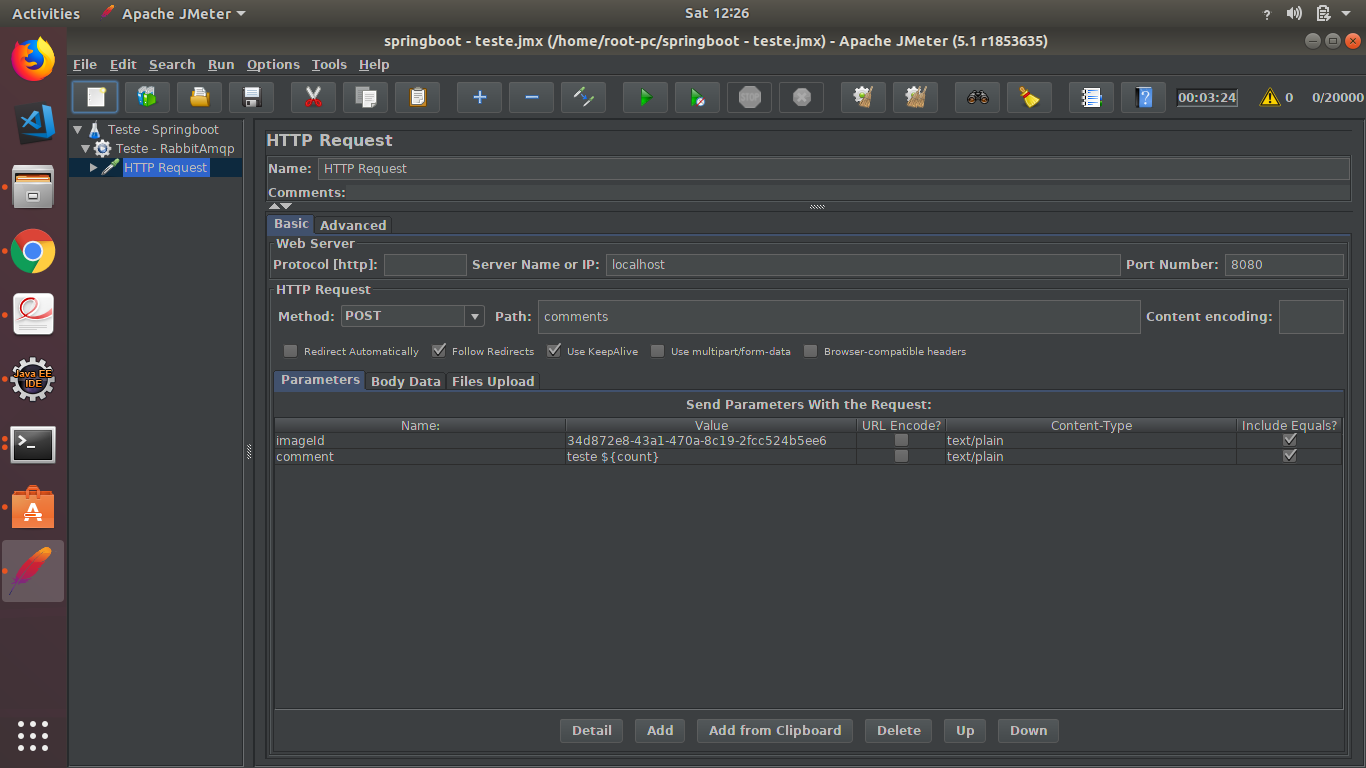 Activities Apache JMeter Sat 12:26 ?
springboot - teste.jmx (/home/root-pc/springboot - teste.jmx) - Apache JMeter (5.1 r1853635)
File Edit Search Run Options Tools Help
STOP ? 00:03:24 0 0/20000
Teste - Springboot
Teste - RabbitAmqp
HTTP Request
HTTP Request
Name: HTTP Request
Comments:
Basic Advanced
Web Server
Protocol [http]: Server Name or IP: localhost Port Number: 8080
HTTP Request
Method: POST Path: comments Content encoding:
Redirect Automatically Follow Redirects Use KeepAlive Use multipart/form-data Browser-compatible headers
Parameters Body Data Files Upload
Send Parameters With the Request:
Name: Value URL Encode? Content-Type Include Equals?
imageId 34d872e8-43a1-470a-8c19-2fcc524b5ee6 text/plain
comment teste ${count} text/plain
Detail Add Add from Clipboard Delete Up Down
Java EE
IDE